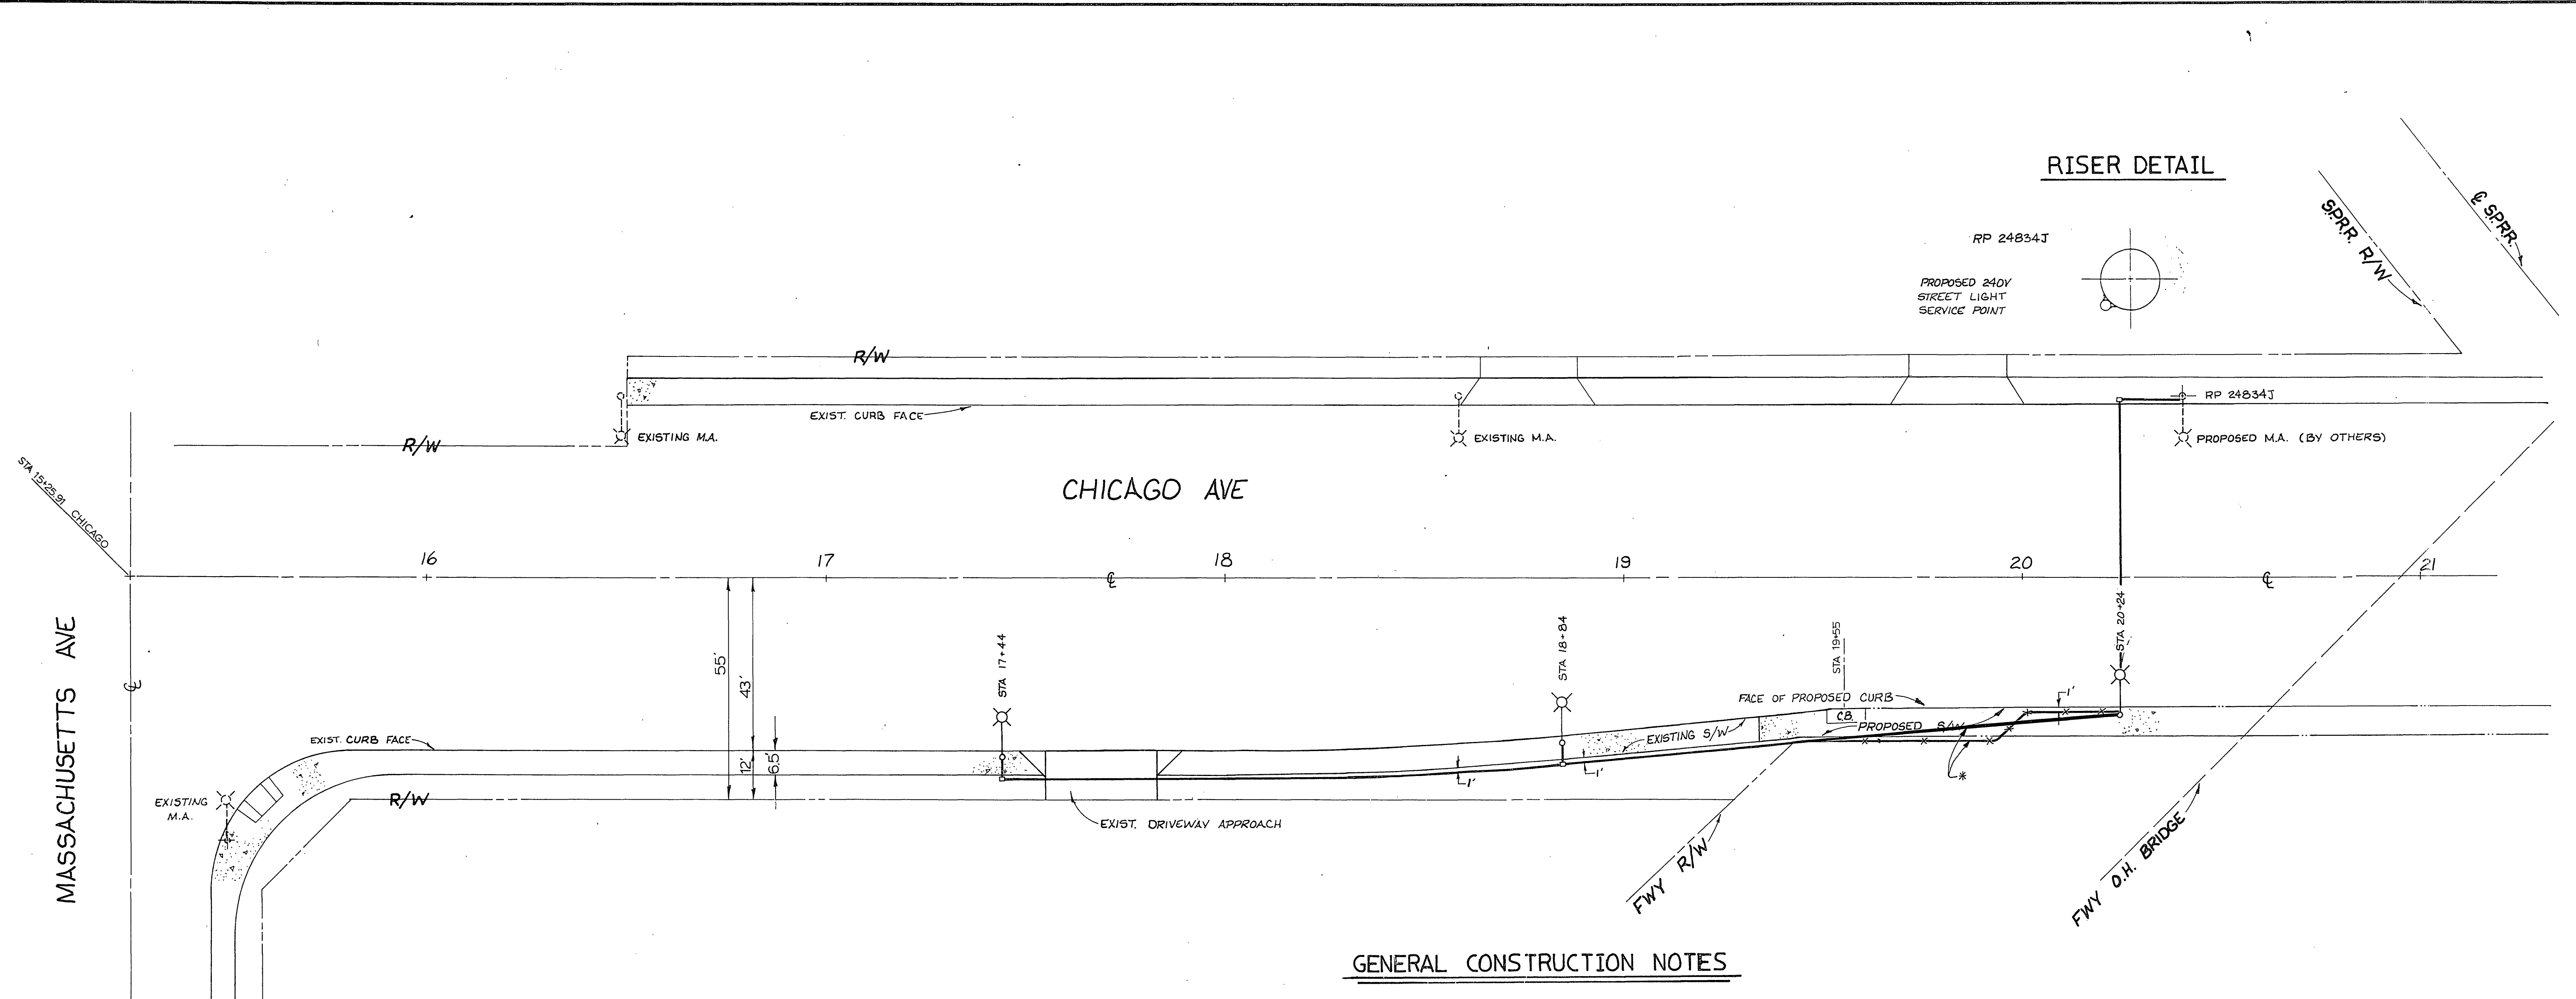 RISER DETAIL
RP 24834J
PROPOSED 240V
STREET LIGHT
SERVICE POINT
S.P.R.R. R/W
℄ S.P.R.R.
R/W
EXIST. CURB FACE
RP 24834J
R/W
EXISTING M.A.
EXISTING M.A.
PROPOSED M.A. (BY OTHERS)
STA 15+25.91
CHICAGO
CHICAGO AVE
16
17
18
19
20
21
℄
℄
MASSACHUSETTS AVE
℄
55'
43'
12'
6.5'
STA 17+44
STA 18+84
STA 19+55
STA 20+24
FACE OF PROPOSED CURB
1'
C.B.
PROPOSED S/W
EXISTING S/W
EXIST. CURB FACE
1'
1'
*
EXISTING
M.A.
R/W
EXIST. DRIVEWAY APPROACH
FWY R/W
FWY O.H. BRIDGE
GENERAL CONSTRUCTION NOTES